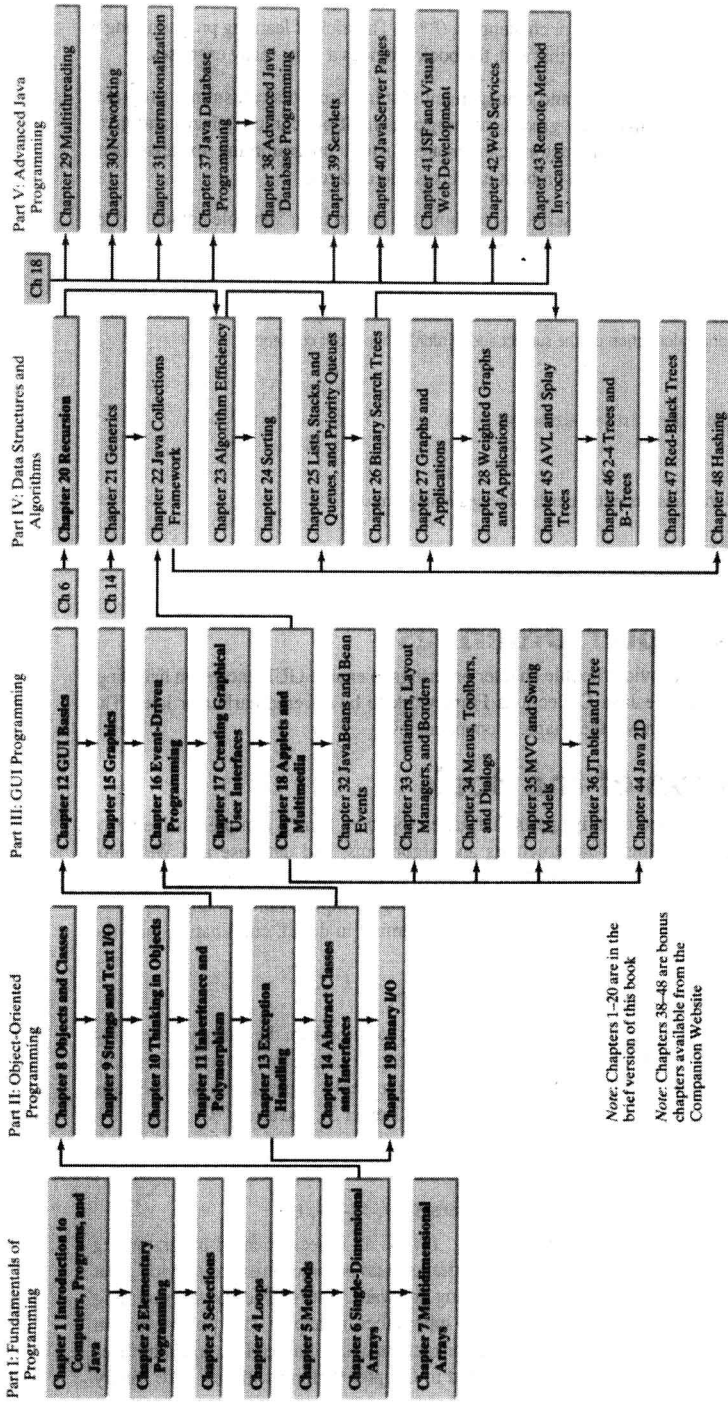 Part I: Fundamentals of
Programming
Chapter 1 Introduction to
Computers, Programs, and
Java
Chapter 2 Elementary
Programming
Chapter 3 Selections
Chapter 4 Loops
Chapter 5 Methods
Chapter 6 Single-Dimensional
Arrays
Chapter 7 Multidimensional
Arrays
Part II: Object-Oriented
Programming
Chapter 8 Objects and Classes
Chapter 9 Strings and Text I/O
Chapter 10 Thinking in Objects
Chapter 11 Inheritance and
Polymorphism
Chapter 13 Exception
Handling
Chapter 14 Abstract Classes
and Interfaces
Chapter 19 Binary I/O
Note: Chapters 1–20 are in the
brief version of this book
Note: Chapters 38–48 are bonus
chapters available from the
Companion Website
Part III: GUI Programming
Chapter 12 GUI Basics
Chapter 15 Graphics
Chapter 16 Event-Driven
Programming
Chapter 17 Creating Graphical
User Interfaces
Chapter 18 Applets and
Multimedia
Chapter 32 JavaBeans and Bean
Events
Chapter 33 Containers, Layout
Managers, and Borders
Chapter 34 Menus, Toolbars,
and Dialogs
Chapter 35 MVC and Swing
Models
Chapter 36 JTable and JTree
Chapter 44 Java 2D
Part IV: Data Structures and
Algorithms
Ch 6
Chapter 20 Recursion
Ch 14
Chapter 21 Generics
Chapter 22 Java Collections
Framework
Chapter 23 Algorithm Efficiency
Chapter 24 Sorting
Chapter 25 Lists, Stacks, and
Queues, and Priority Queues
Chapter 26 Binary Search Trees
Chapter 27 Graphs and
Applications
Chapter 28 Weighted Graphs
and Applications
Chapter 45 AVL and Splay
Trees
Chapter 46 2-4 Trees and
B-Trees
Chapter 47 Red-Black Trees
Chapter 48 Hashing
Part V: Advanced Java
Programming
Ch 18
Chapter 29 Multithreading
Chapter 30 Networking
Chapter 31 Internationalization
Chapter 37 Java Database
Programming
Chapter 38 Advanced Java
Database Programming
Chapter 39 Servlets
Chapter 40 JavaServer Pages
Chapter 41 JSF and Visual
Web Development
Chapter 42 Web Services
Chapter 43 Remote Method
Invocation